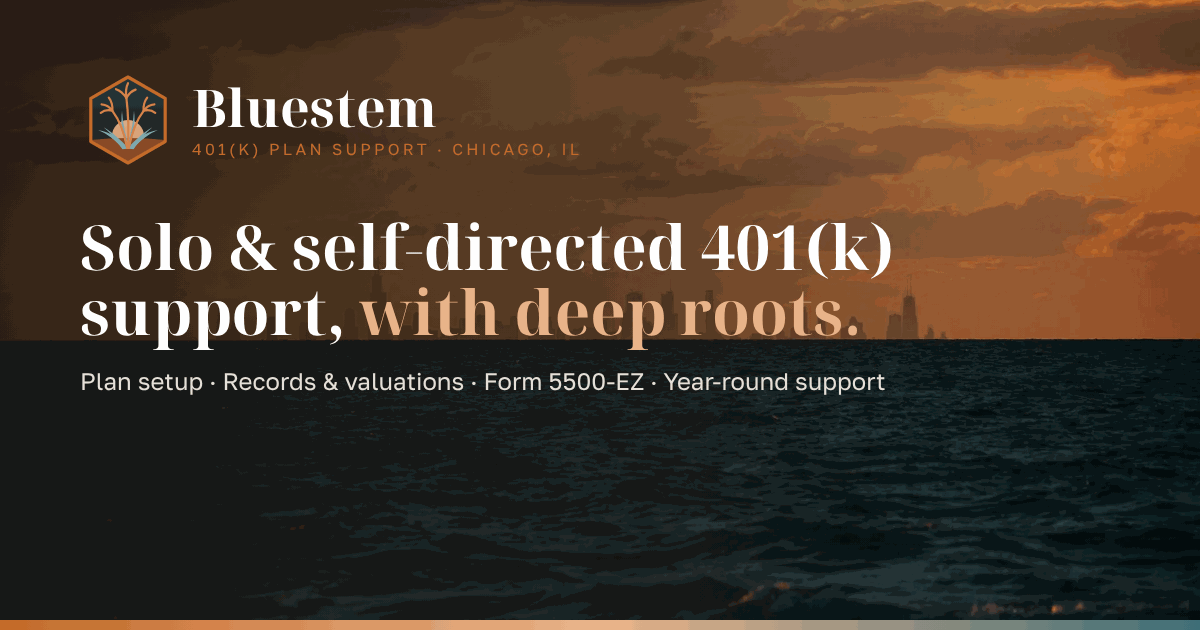 Bluestem
401(K) PLAN SUPPORT · CHICAGO, IL
Solo & self-directed 401(k)
support, with deep roots.
Plan setup · Records & valuations · Form 5500-EZ · Year-round support